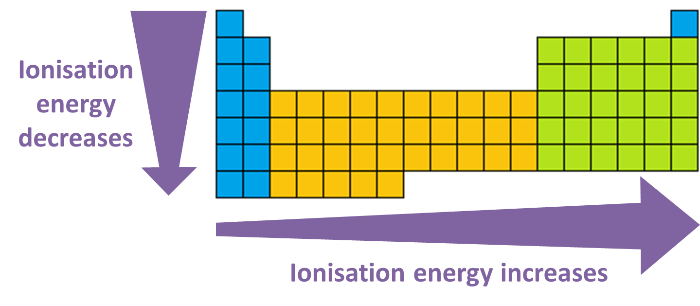 Ionisation
energy
decreases
Ionisation energy increases